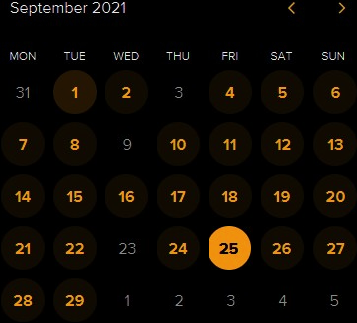 September 2021
MON TUE WED THU FRI SAT SUN
31 1 2 3 4 5 6
7 8 9 10 11 12 13
14 15 16 17 18 19 20
21 22 23 24 25 26 27
28 29 1 2 3 4 5